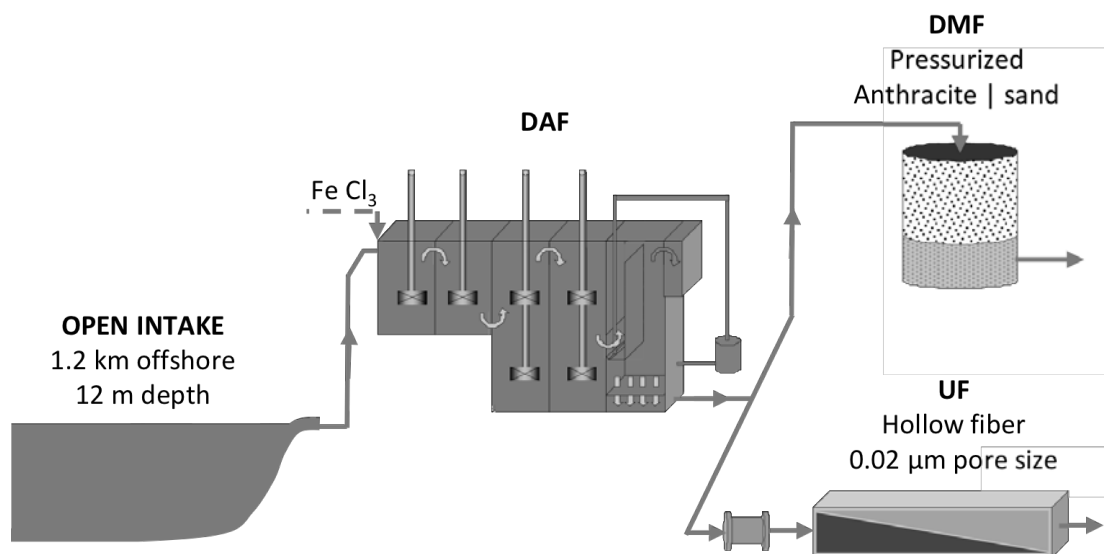 DMF
Pressurized
Anthracite | sand
DAF
Fe Cl₃
OPEN INTAKE
1.2 km offshore
12 m depth
UF
Hollow fiber
0.02 µm pore size